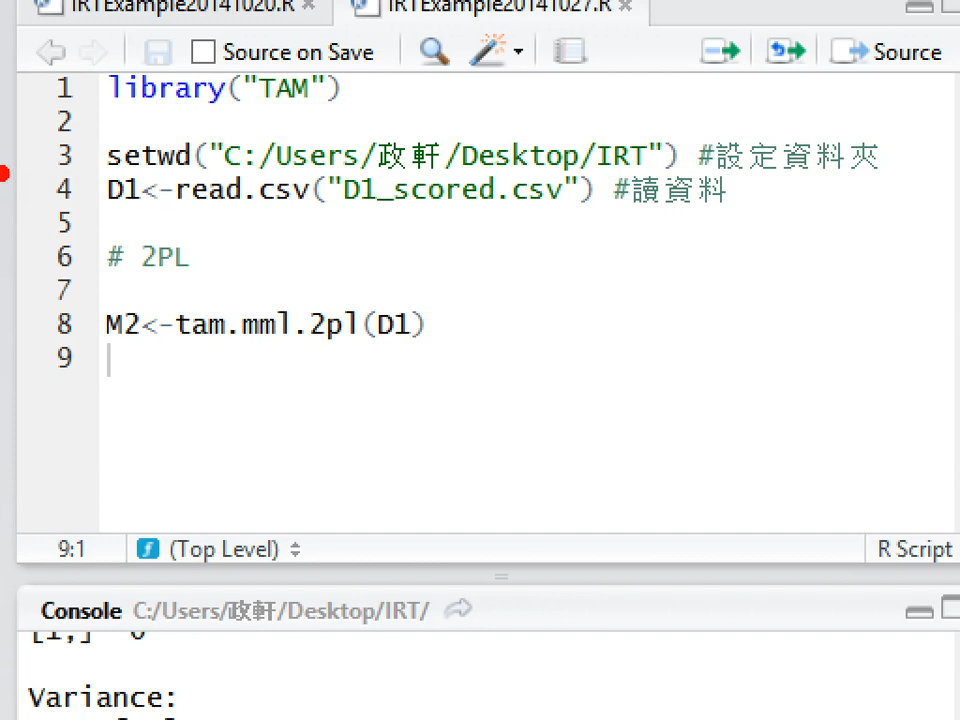 IRTExample20141020.R × IRTExample20141027.R ×
Source on Save Source
1 library("TAM")
2
3 setwd("C:/Users/政軒/Desktop/IRT") #設定資料夾
4 D1<-read.csv("D1_scored.csv") #讀資料
5
6 # 2PL
7
8 M2<-tam.mml.2pl(D1)
9
9:1 (Top Level) R Script
Console C:/Users/政軒/Desktop/IRT/
[1,] 0
Variance: